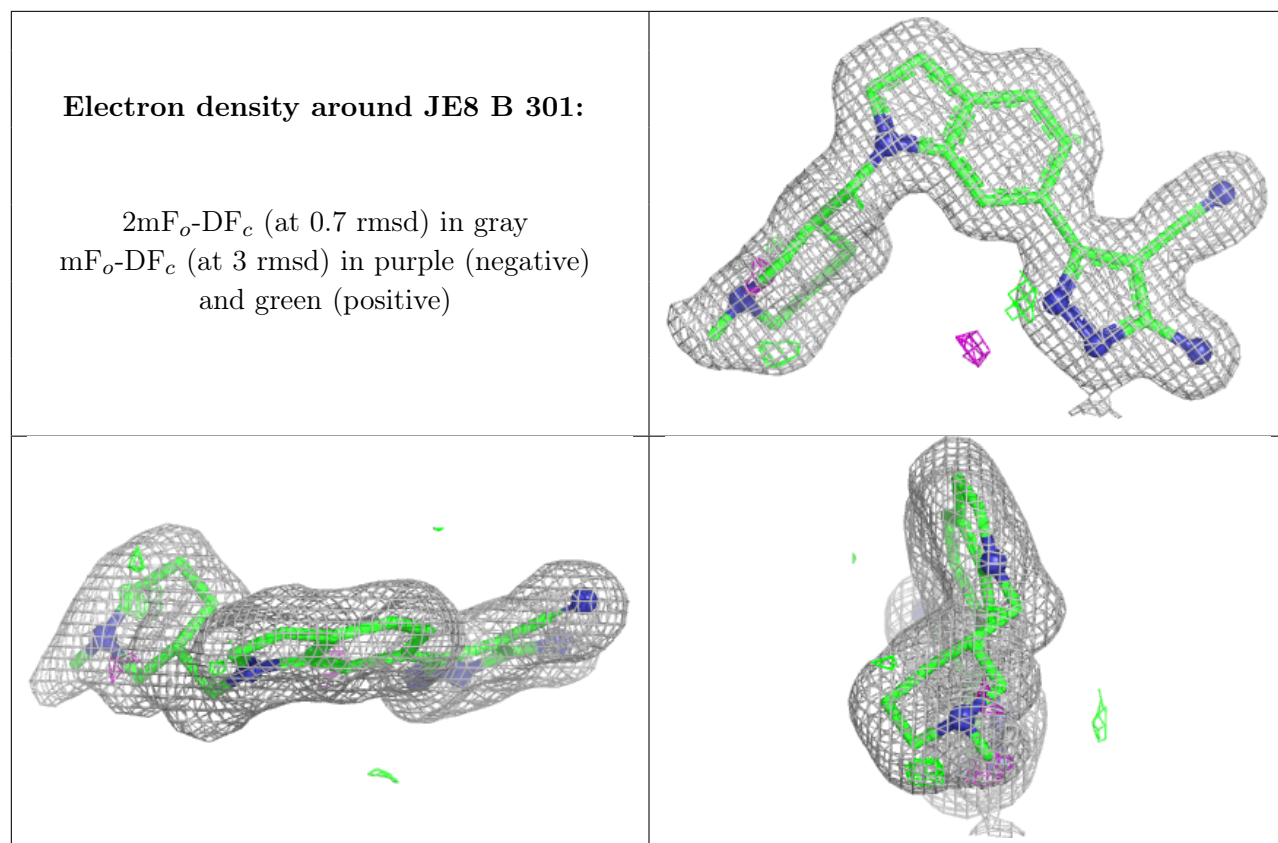 Electron density around JE8 B 301:
2mFo-DFc (at 0.7 rmsd) in gray
mFo-DFc (at 3 rmsd) in purple (negative)
and green (positive)